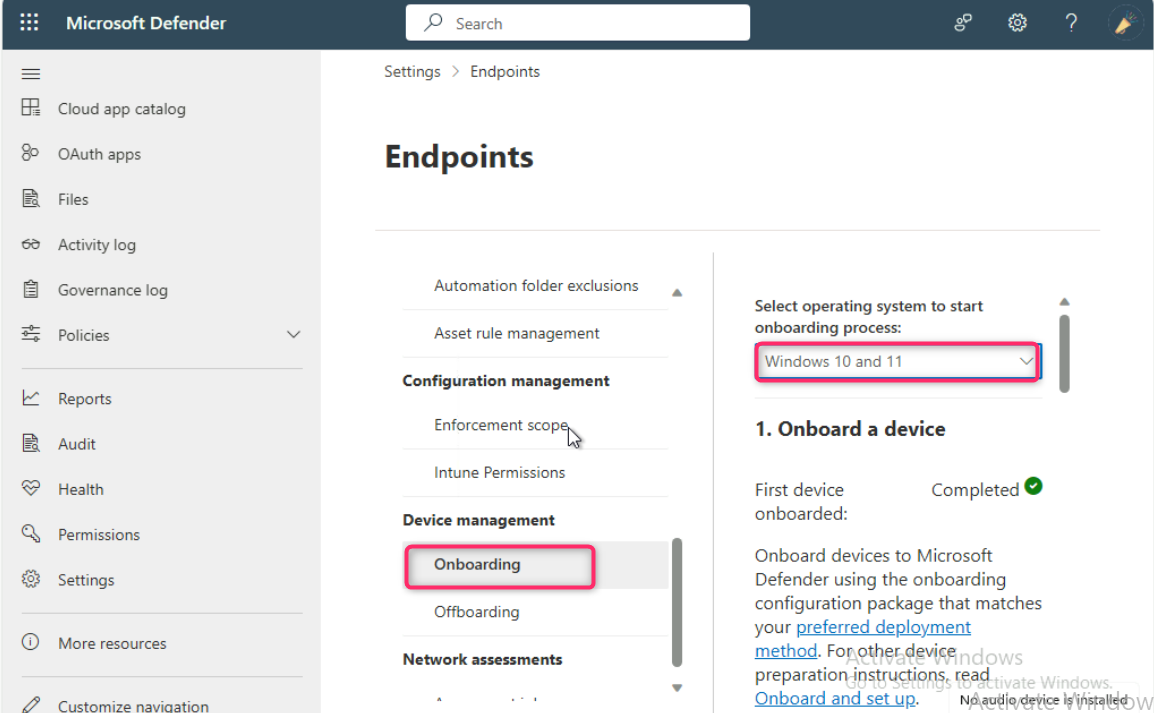 Microsoft Defender
Search
Settings > Endpoints
Cloud app catalog
OAuth apps
Files
Activity log
Governance log
Policies
Reports
Audit
Health
Permissions
Settings
More resources
Customize navigation
Endpoints
Automation folder exclusions
Asset rule management
Configuration management
Enforcement scope
Intune Permissions
Device management
Onboarding
Offboarding
Network assessments
Select operating system to start
onboarding process:
Windows 10 and 11
1. Onboard a device
First device
onboarded:
Completed
Onboard devices to Microsoft
Defender using the onboarding
configuration package that matches
your preferred deployment
method. For other device
preparation instructions, read
Onboard and set up.
Activate Windows
Go to Settings to activate Windows.
No audio device is installed
Activate Window